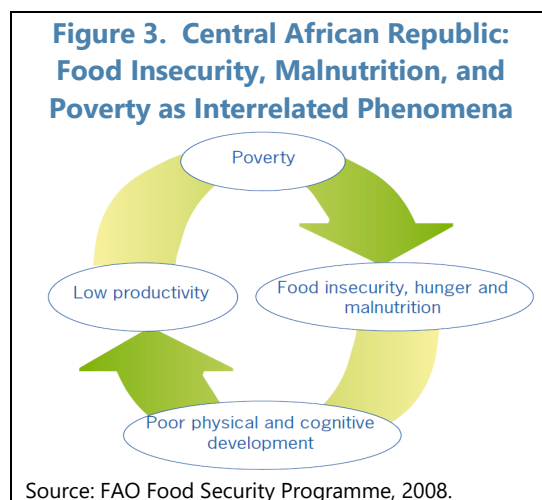 Figure 3. Central African Republic:
Food Insecurity, Malnutrition, and
Poverty as Interrelated Phenomena
Poverty
Low productivity
Food insecurity, hunger and
malnutrition
Poor physical and cognitive
development
Source: FAO Food Security Programme, 2008.